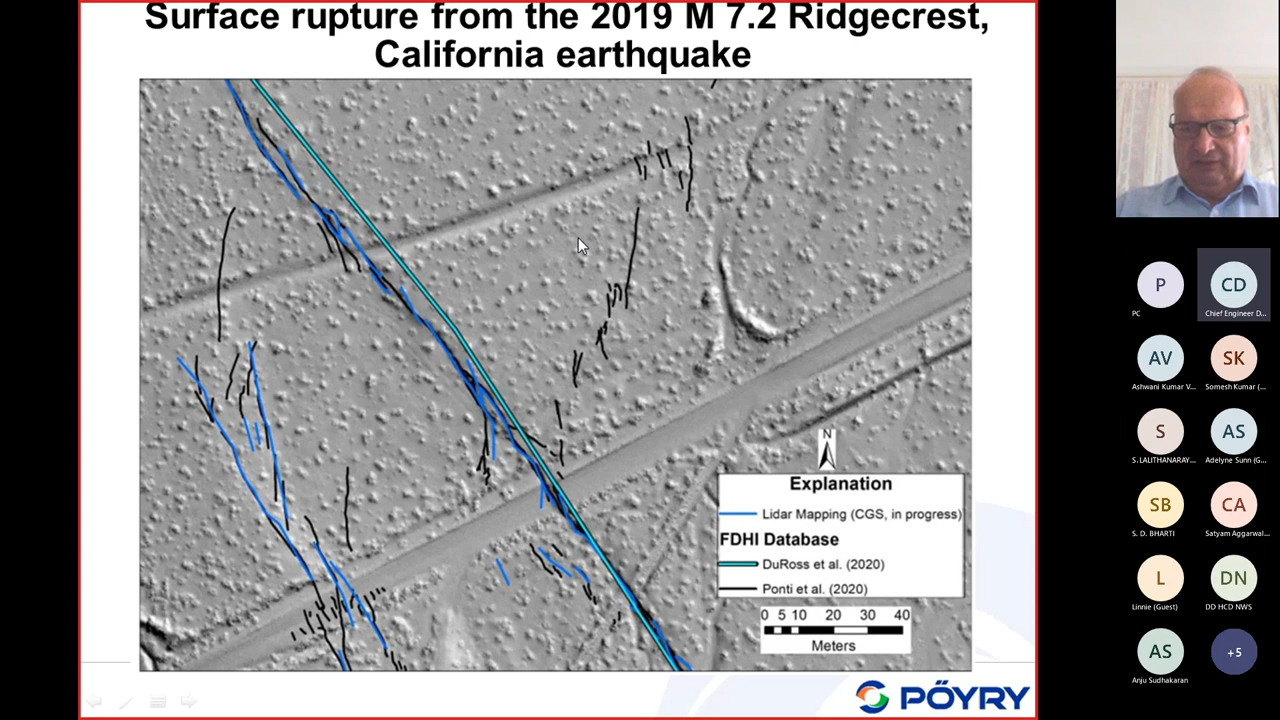 Surface rupture from the 2019 M 7.2 Ridgecrest,
California earthquake
N
Explanation
Lidar Mapping (CGS, in progress)
FDHI Database
DuRoss et al. (2020)
Ponti et al. (2020)
0 5 10 20 30 40
Meters
PÖYRY
P
PC
CD
Chief Engineer D...
AV
Ashwani Kumar V...
SK
Somesh Kumar (...
S
S. LALITHANARAY...
AS
Adelyne Sunn (G...
SB
S. D. BHARTI
CA
Satyam Aggarwal...
L
Linnie (Guest)
DN
DD HCD NWS
AS
Anju Sudhakaran
+5